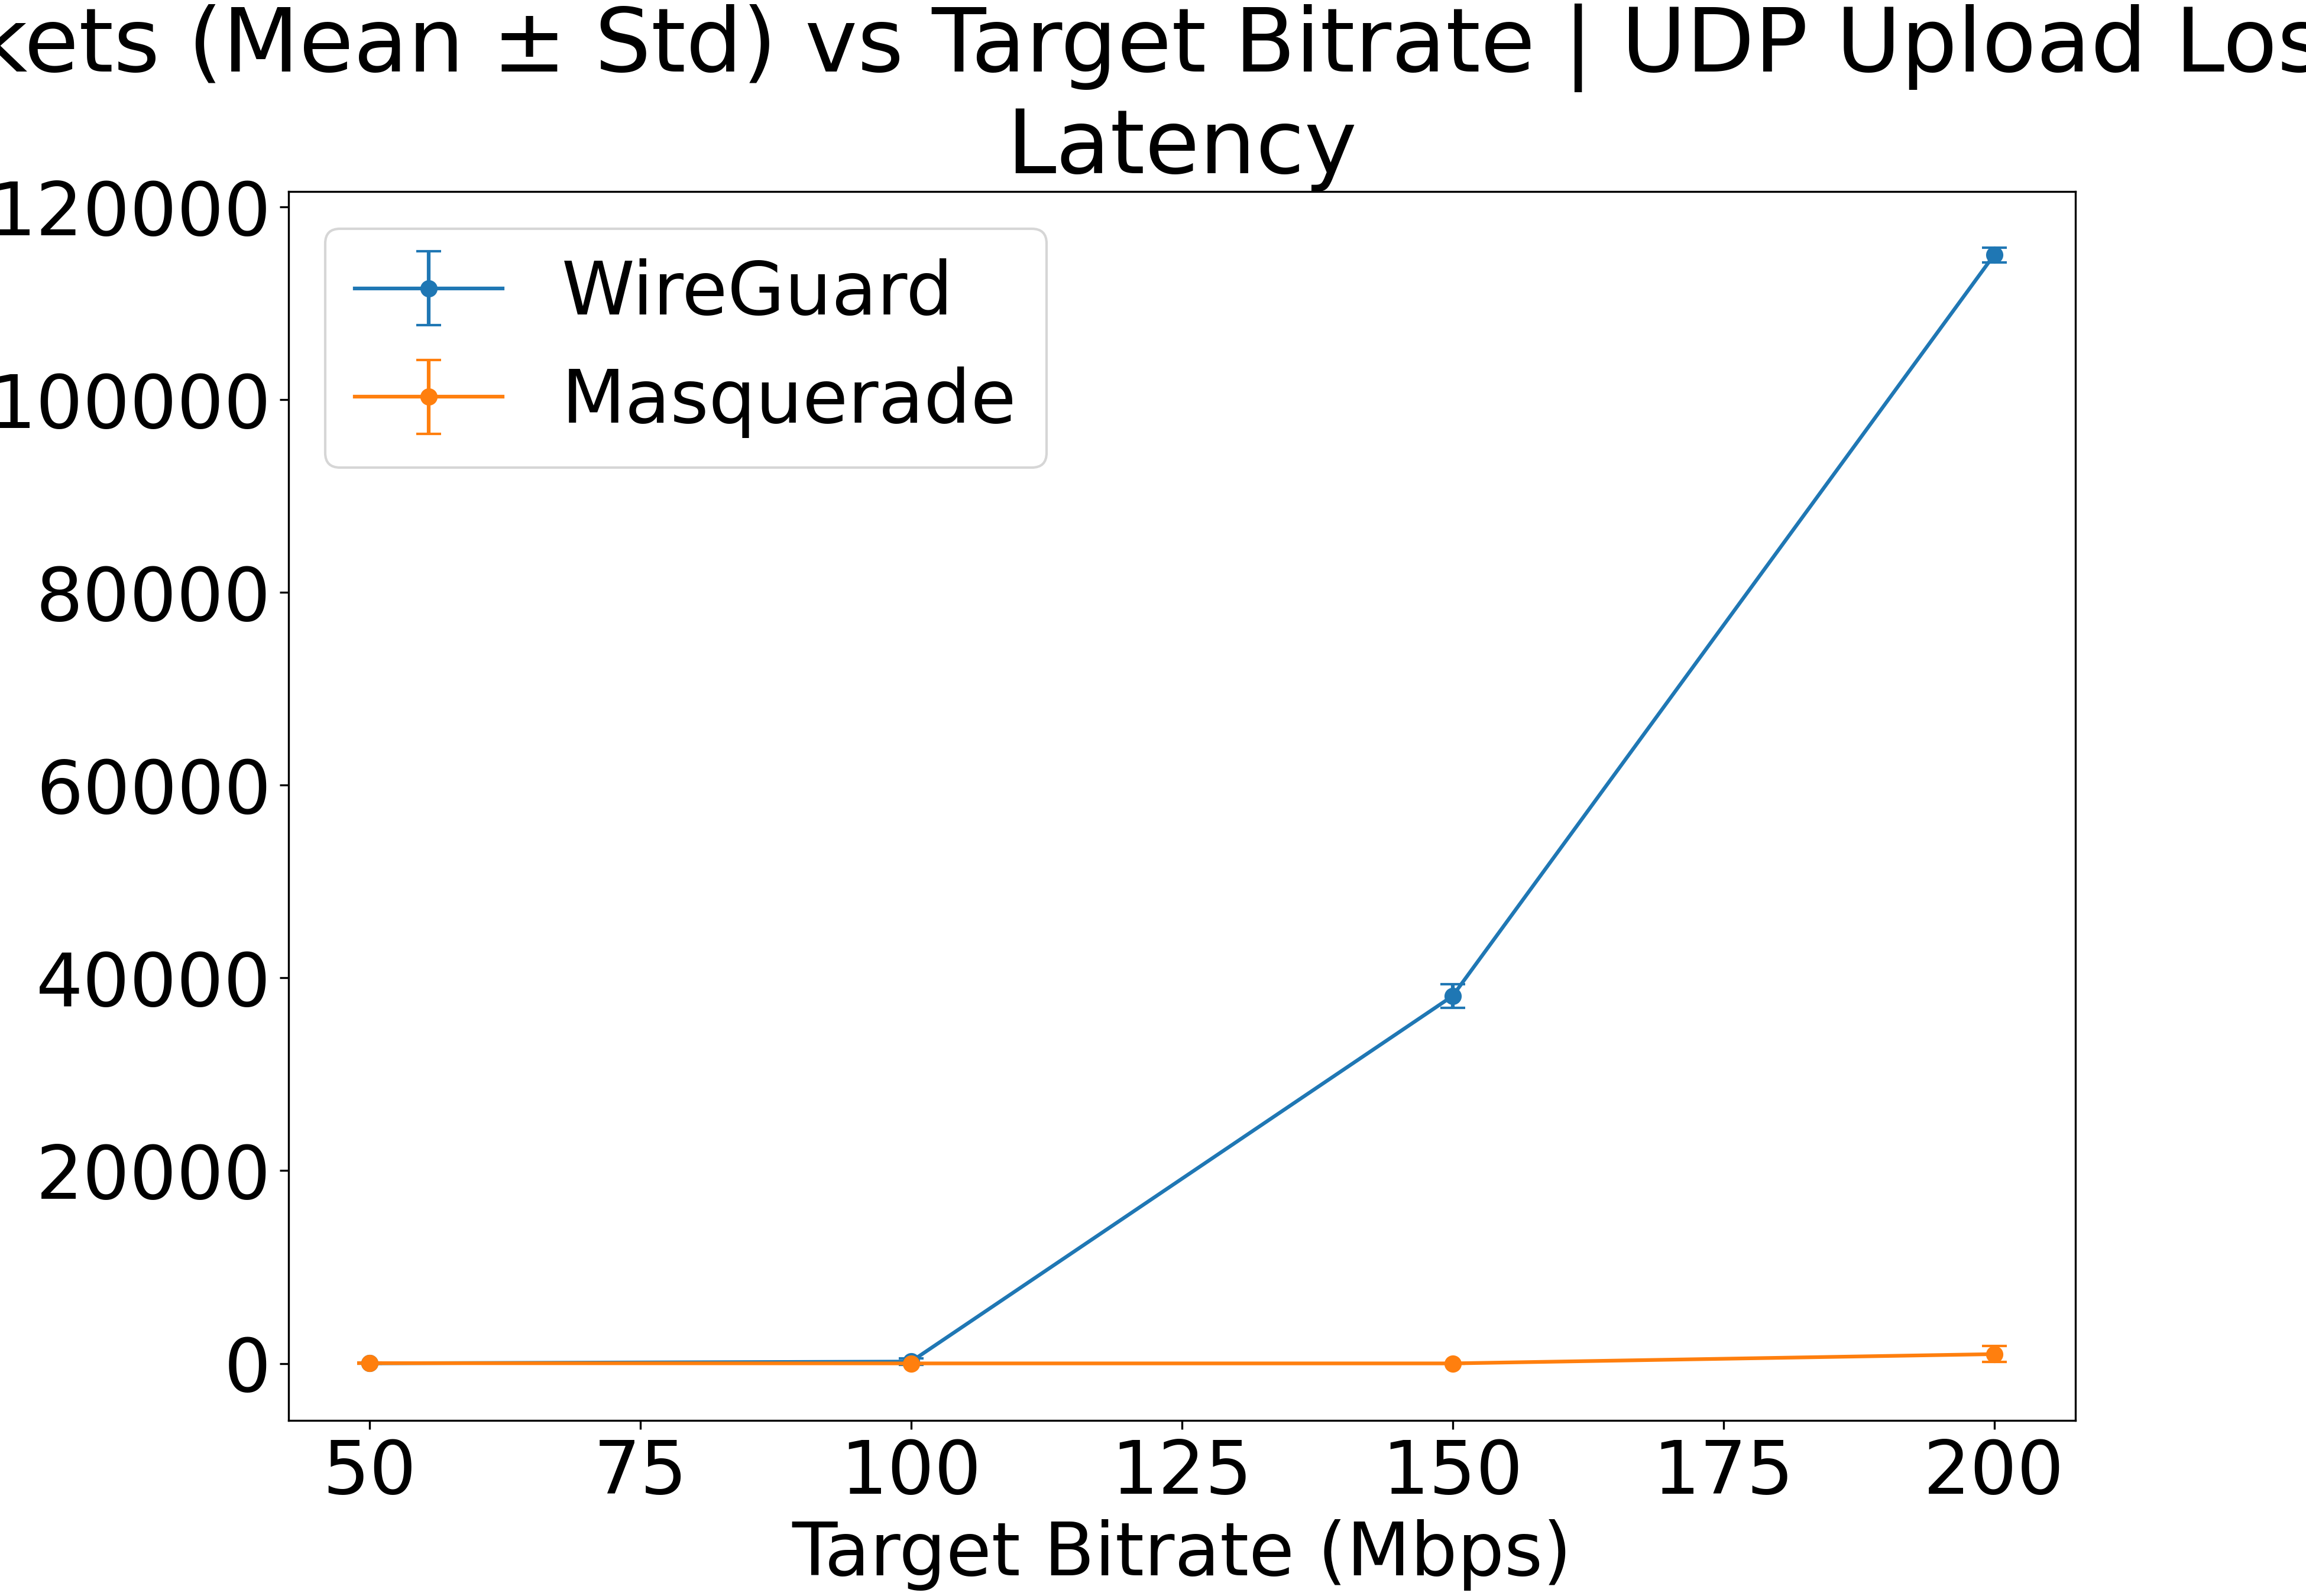 kets (Mean ± Std) vs Target Bitrate | UDP Upload Los
Latency
120000
WireGuard
100000
Masquerade
80000
60000
40000
20000
0
50 75 100 125 150 175 200
Target Bitrate (Mbps)